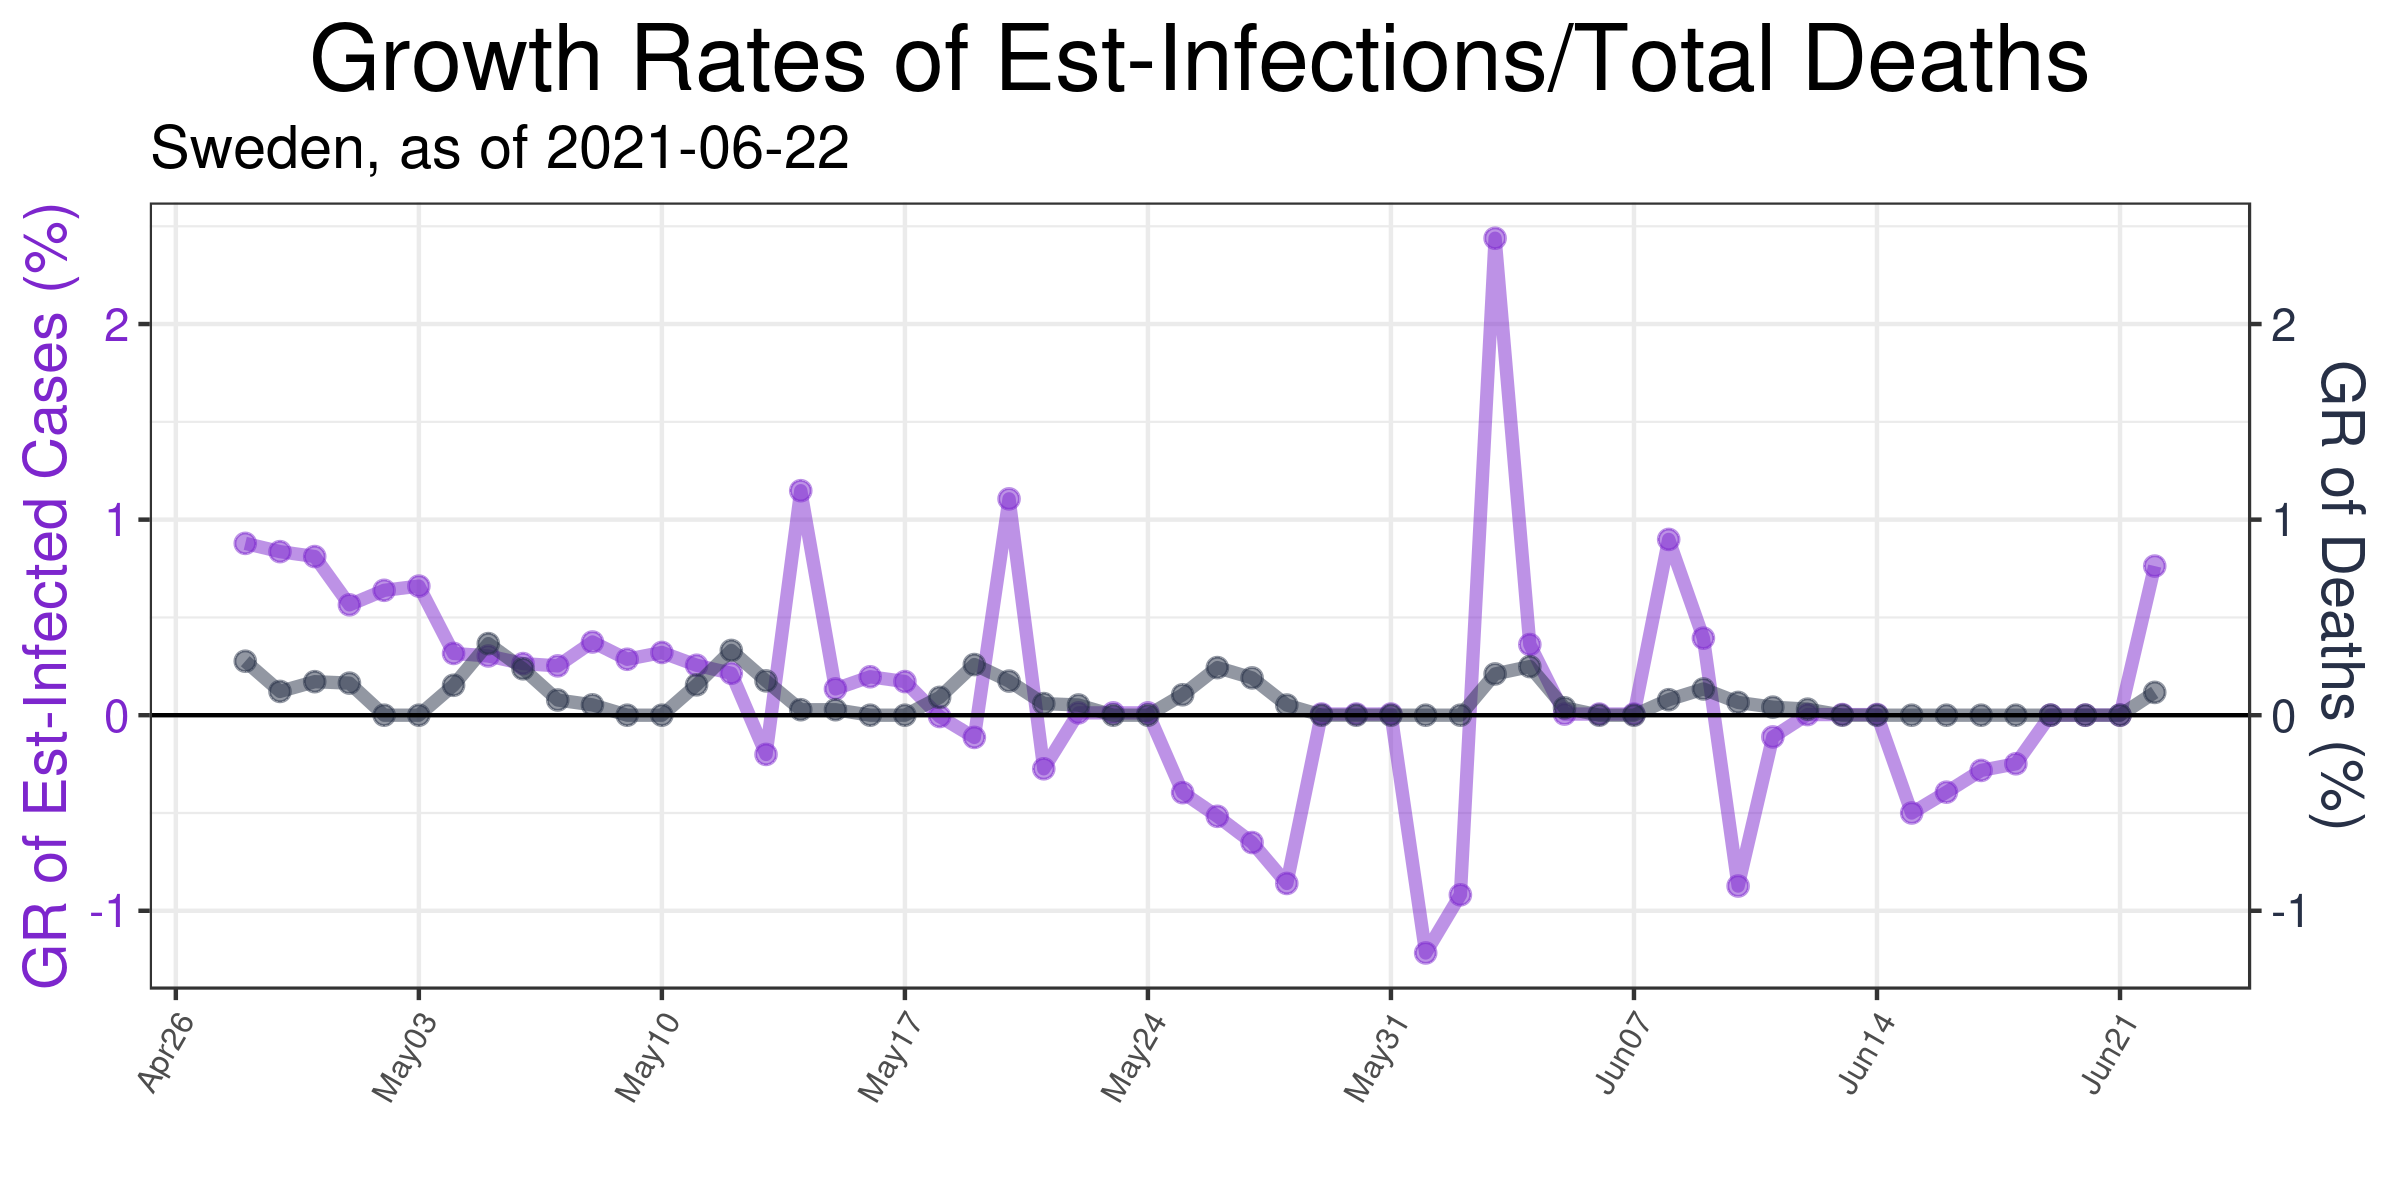 Growth Rates of Est-Infections/Total Deaths
Sweden, as of 2021-06-22
GR of Est-Infected Cases (%)
2
1
0
-1
2
1
0
-1
GR of Deaths (%)
Apr26
May03
May10
May17
May24
May31
Jun07
Jun14
Jun21